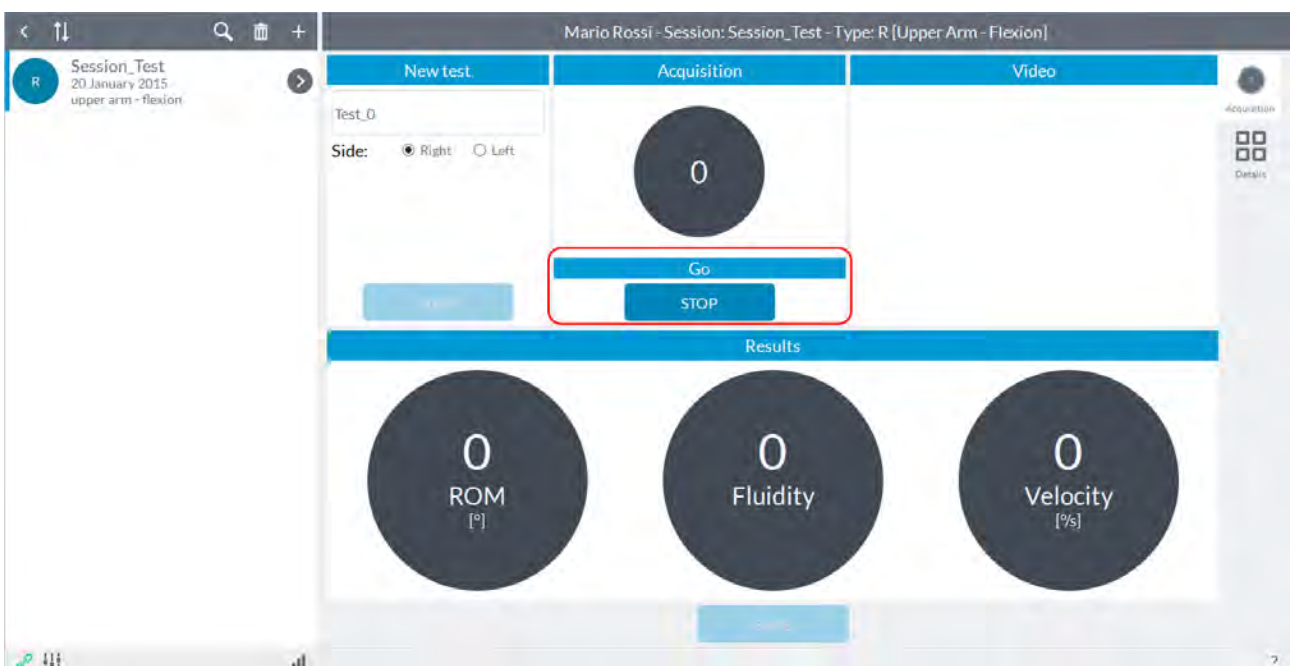 Mario Rossi - Session: Session_Test - Type: R [Upper Arm - Flexion]
R
Session_Test
20 January 2015
upper arm - flexion
New test
Acquisition
Video
Test_0
Side: Right Left
0
Go
STOP
Acquisition
Details
Results
0
ROM
[°]
0
Fluidity
0
Velocity
[°/s]
?